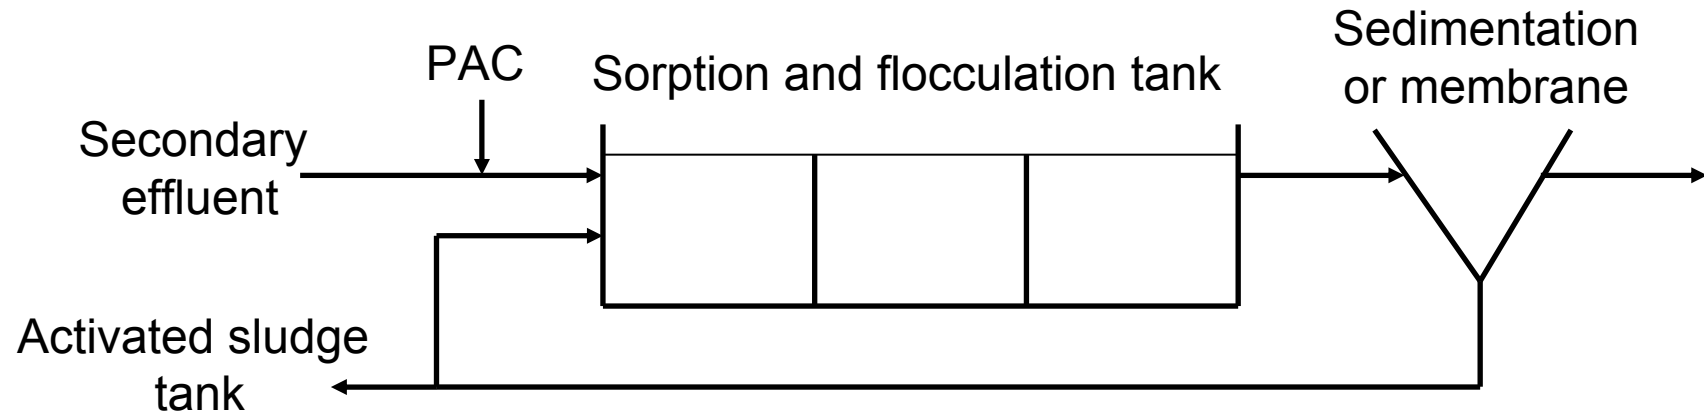 PAC
Sorption and flocculation tank
Sedimentation
or membrane
Secondary
effluent
Activated sludge
tank